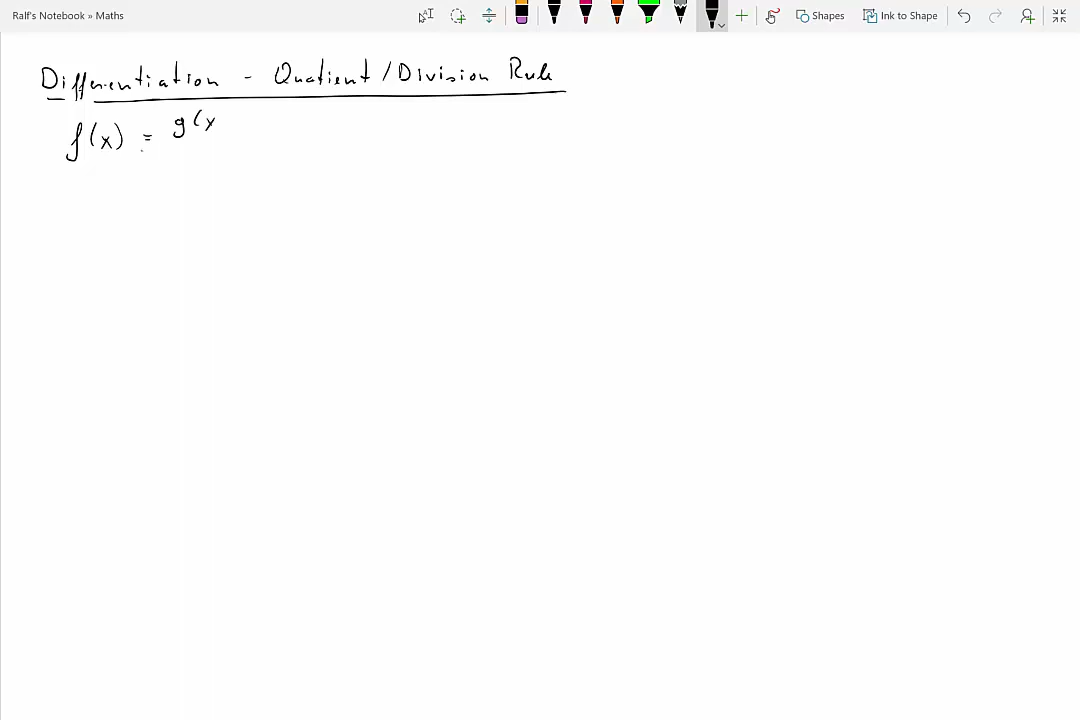 Ralf's Notebook » Maths
Shapes
Ink to Shape
Differentiation - Quotient / Division Rule
f(x) = g(x